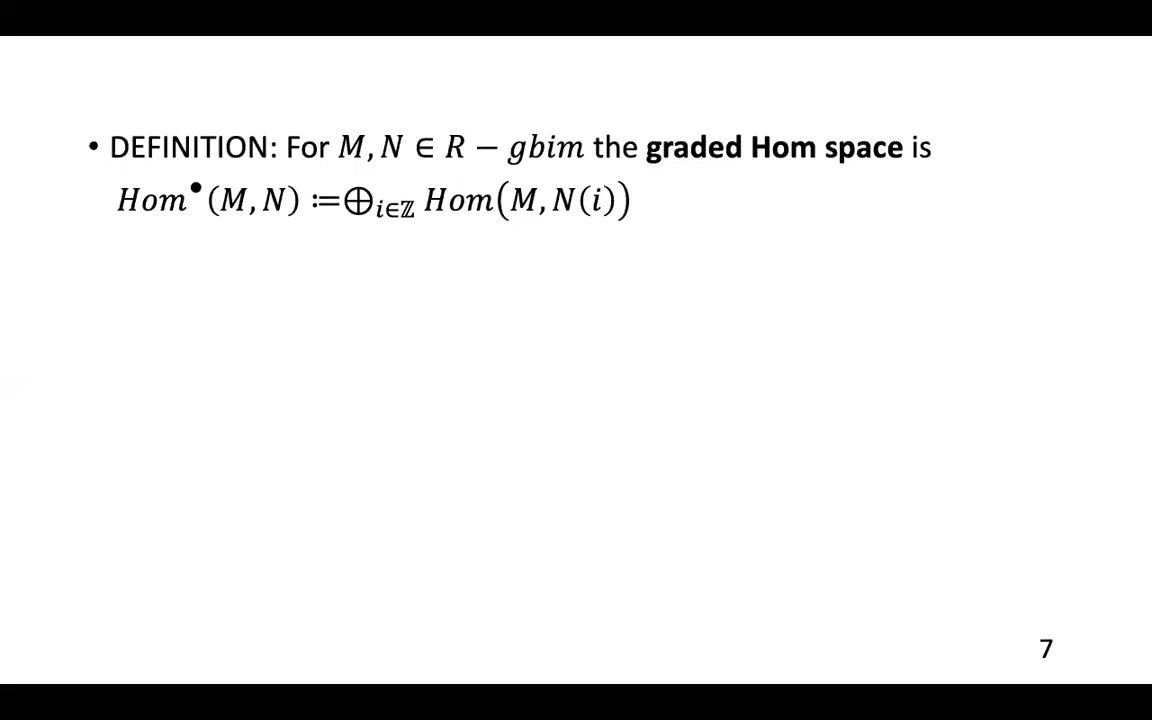 • DEFINITION: For 𝑀, 𝑁 ∈ 𝑅 − 𝑔𝑏𝑖𝑚 the graded Hom space is
𝐻𝑜𝑚•(𝑀, 𝑁) ≔⊕𝑖∈ℤ 𝐻𝑜𝑚(𝑀, 𝑁(𝑖))
7